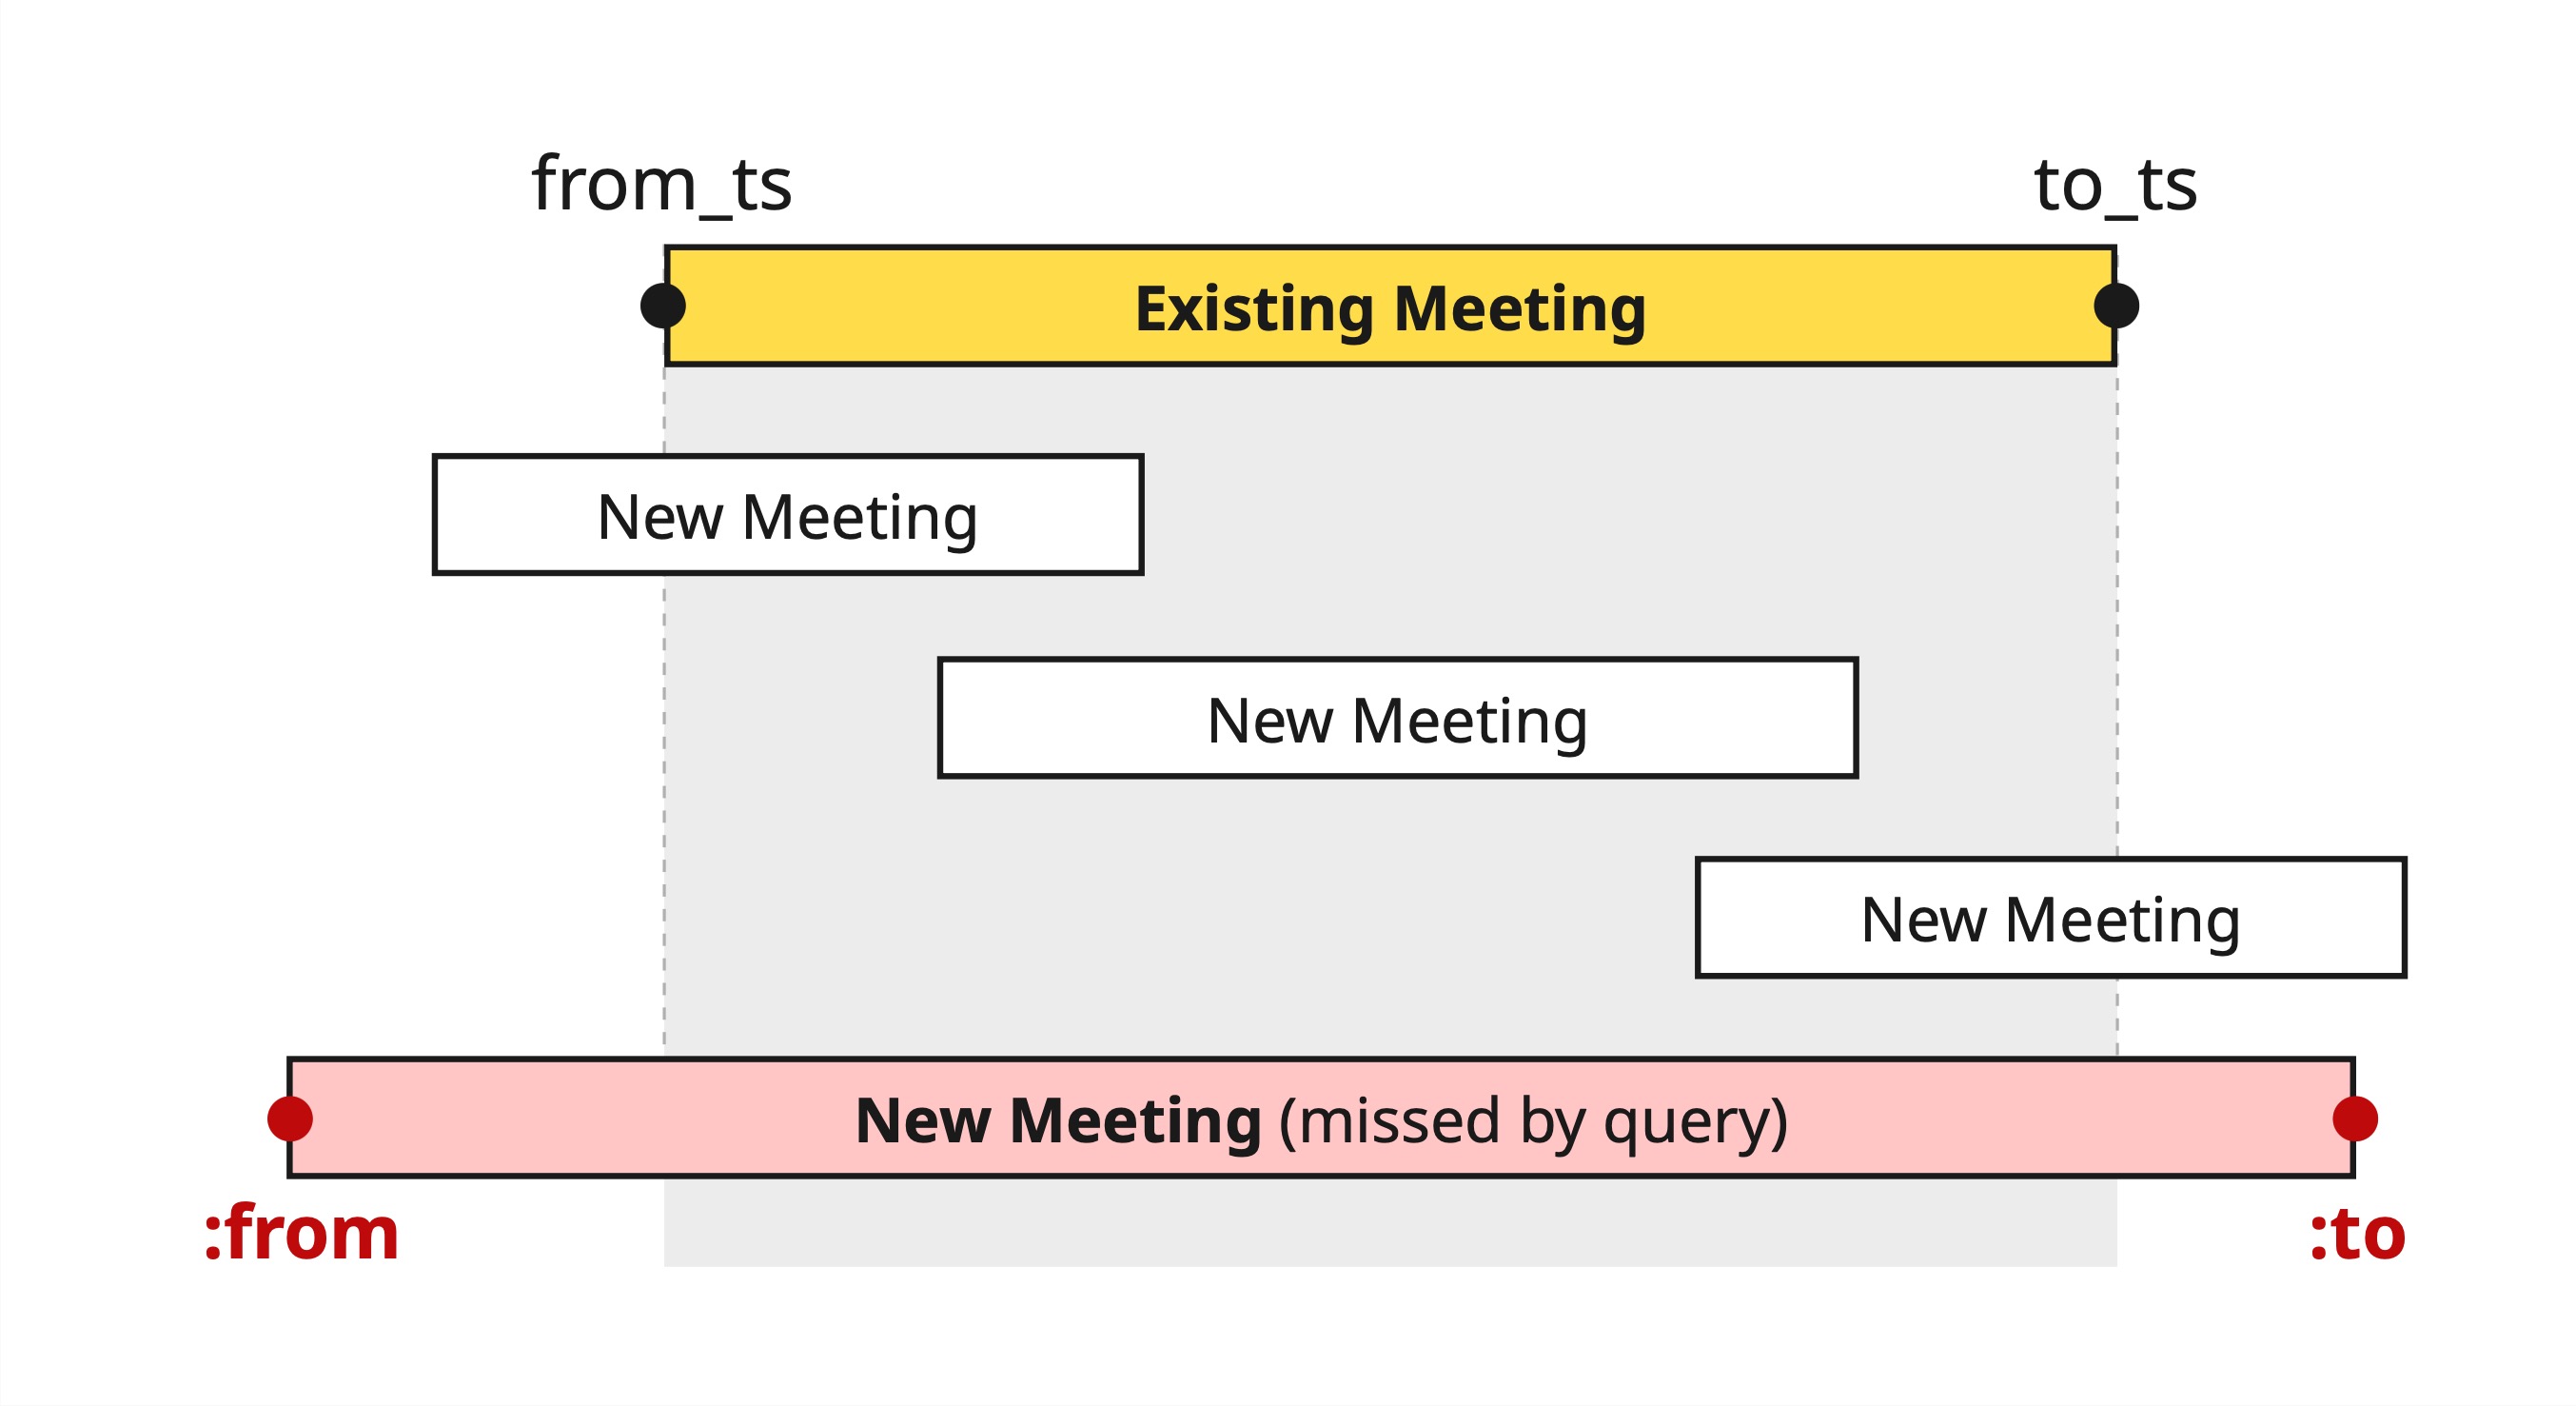 from_ts
to_ts
Existing Meeting
New Meeting
New Meeting
New Meeting
New Meeting (missed by query)
:from
:to